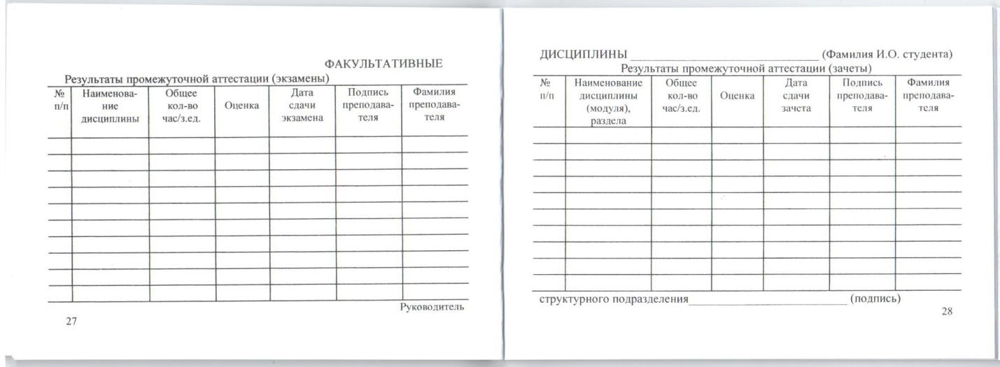 ФАКУЛЬТАТИВНЫЕ
Результаты промежуточной аттестации (экзамены)
№ п/п
Наименова-
ние
дисциплины
Общее
кол-во
час/з.ед.
Оценка
Дата
сдачи
экзамена
Подпись
преподава-
теля
Фамилия
преподава-
теля
Руководитель
27
ДИСЦИПЛИНЫ (Фамилия И.О. студента)
Результаты промежуточной аттестации (зачеты)
№
п/п
Наименование
дисциплины
(модуля),
раздела
Общее
кол-во
час/з.ед.
Оценка
Дата
сдачи
зачета
Подпись
преподава-
теля
Фамилия
преподава-
теля
структурного подразделения (подпись)
28